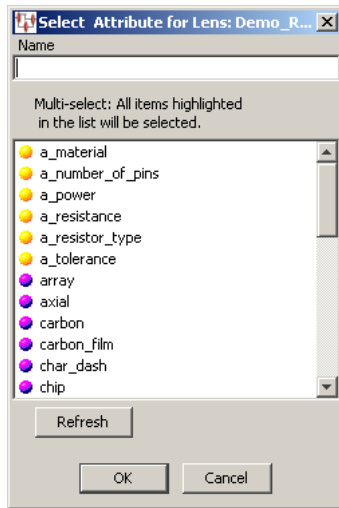 Select Attribute for Lens: Demo_R...
Name
Multi-select: All items highlighted
in the list will be selected.
a_material
a_number_of_pins
a_power
a_resistance
a_resistor_type
a_tolerance
array
axial
carbon
carbon_film
char_dash
chip
Refresh
OK Cancel